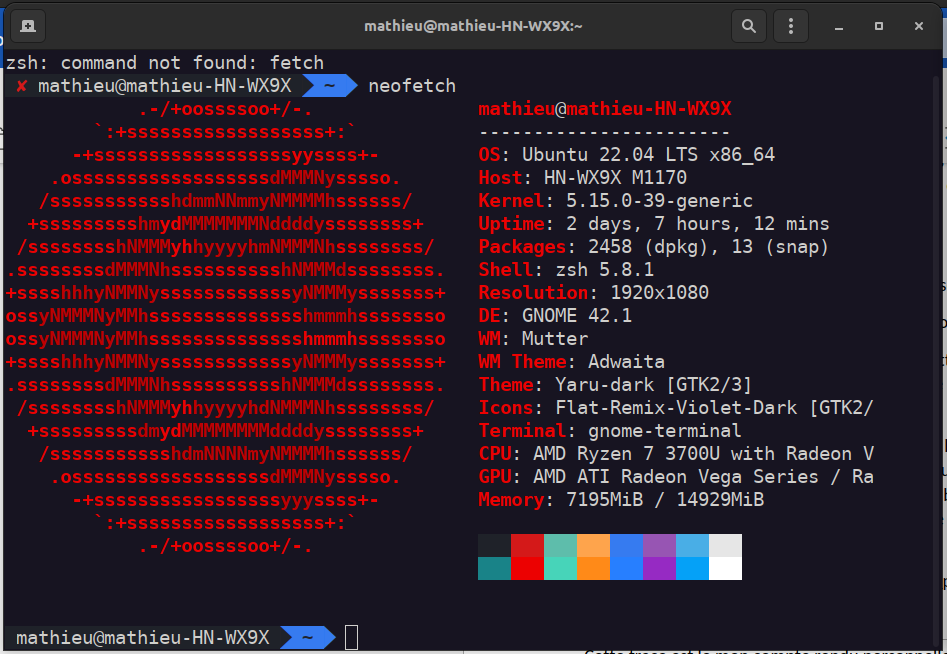 mathieu@mathieu-HN-WX9X:~
zsh: command not found: fetch
✘ mathieu@mathieu-HN-WX9X ~ neofetch
.-/+oossssoo+/-. mathieu@mathieu-HN-WX9X
`:+ssssssssssssssssss+:` -----------------------
-+ssssssssssssssssssyyssss+- OS: Ubuntu 22.04 LTS x86_64
.ossssssssssssssssssdMMMNysssso. Host: HN-WX9X M1170
/ssssssssssshdmmNNmmyNMMMMhssssss/ Kernel: 5.15.0-39-generic
+ssssssssshmydMMMMMMMNddddyssssssss+ Uptime: 2 days, 7 hours, 12 mins
/sssssssshNMMMyhhyyyyhmNMMMNhssssssss/ Packages: 2458 (dpkg), 13 (snap)
.ssssssssdMMMNhsssssssssshNMMMdssssssss. Shell: zsh 5.8.1
+sssshhhyNMMNyssssssssssssyNMMMysssssss+ Resolution: 1920x1080
ossyNMMMNyMMhsssssssssssssshmmmhssssssso DE: GNOME 42.1
ossyNMMMNyMMhsssssssssssssshmmmhssssssso WM: Mutter
+sssshhhyNMMNyssssssssssssyNMMMysssssss+ WM Theme: Adwaita
.ssssssssdMMMNhsssssssssshNMMMdssssssss. Theme: Yaru-dark [GTK2/3]
/sssssssshNMMMyhhyyyyhdNMMMNhssssssss/ Icons: Flat-Remix-Violet-Dark [GTK2/
+sssssssssdmydMMMMMMMMddddyssssssss+ Terminal: gnome-terminal
/ssssssssssshdmNNNNmyNMMMMhssssss/ CPU: AMD Ryzen 7 3700U with Radeon V
.ossssssssssssssssssdMMMNysssso. GPU: AMD ATI Radeon Vega Series / Ra
-+sssssssssssssssssyyyssss+- Memory: 7195MiB / 14929MiB
`:+ssssssssssssssssss+:`
.-/+oossssoo+/-.
mathieu@mathieu-HN-WX9X ~